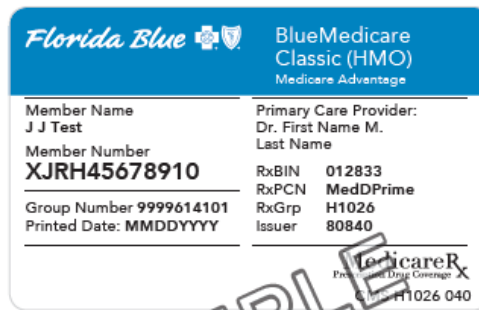 Florida Blue
BlueMedicare
Classic (HMO)
Medicare Advantage
Member Name
J J Test
Member Number
XJRH45678910
Group Number 9999614101
Printed Date: MMDDYYYY
Primary Care Provider:
Dr. First Name M.
Last Name
RxBIN 012833
RxPCN MedDPrime
RxGrp H1026
Issuer 80840
MedicareRx
Prescription Drug Coverage
CMS H1026 040